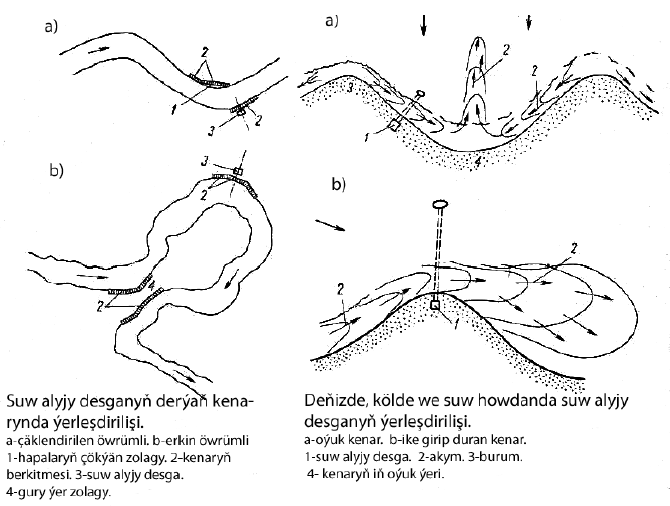 a)
2
1
3
2
b)
3
2
4
2
Suw alyjy desganyň derýaň kena-
rynda ýerleşdirilişi.
a-çäklendirilen öwrümli. b-erkin öwrümli
1-hapalaryň çökýän zolagy. 2-kenaryň
berkitmesi. 3-suw alyjy desga.
4-gury ýer zolagy.
a)
2
2
3
1
4
b)
2
2
1
Deňizde, kölde we suw howdanda suw alyjy
desganyň ýerleşdirilişi.
a-oýuk kenar. b-ike girip duran kenar.
1-suw alyjy desga. 2-akym. 3-burum.
4- kenaryň iň oýuk ýeri.